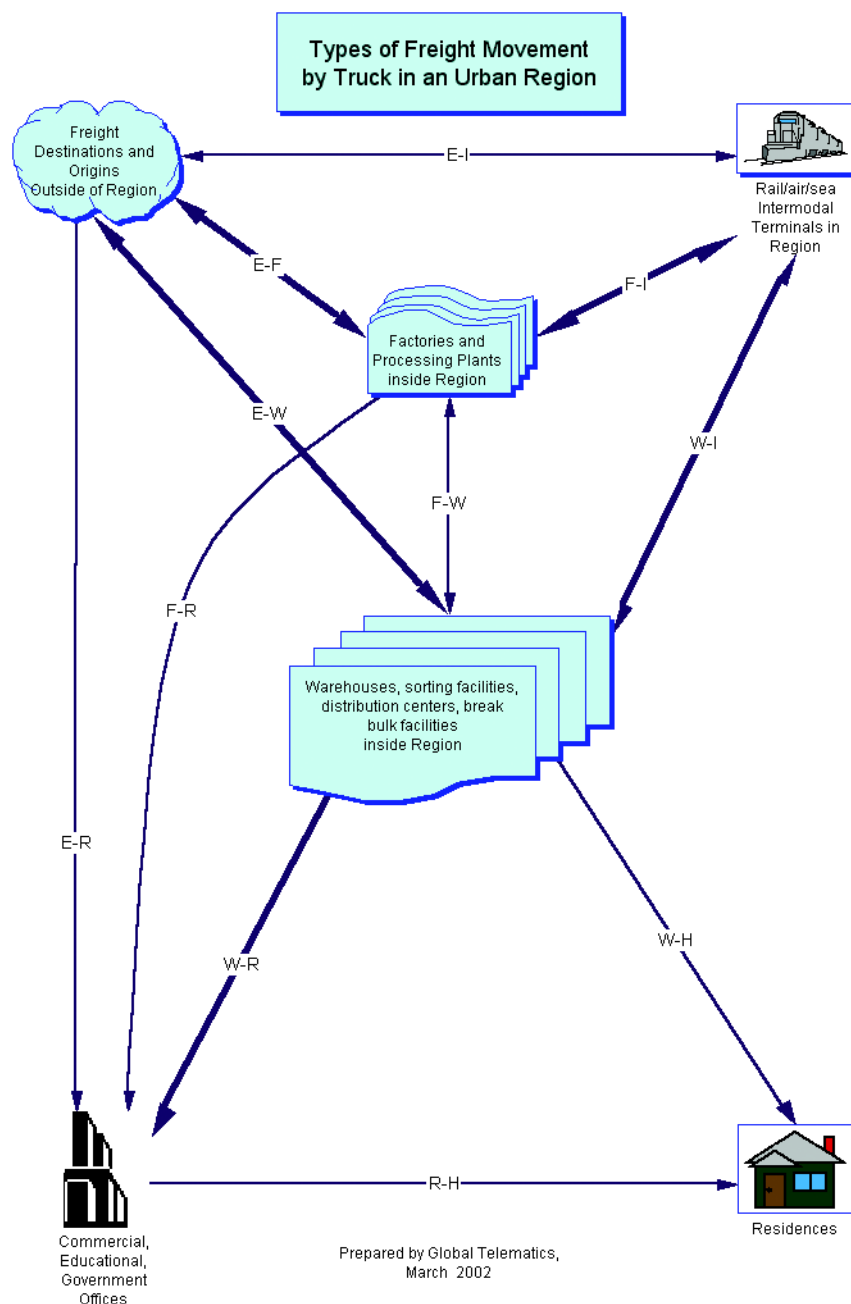 Types of Freight Movement
by Truck in an Urban Region
Freight
Destinations and
Origins
Outside of Region
E-I
Rail/air/sea
Intermodal
Terminals in
Region
E-F
F-I
Factories and
Processing Plants
inside Region
E-W
W-I
F-W
F-R
Warehouses, sorting facilities,
distribution centers, break
bulk facilities
inside Region
E-R
W-R
W-H
R-H
Commercial,
Educational,
Government
Offices
Residences
Prepared by Global Telematics,
March 2002